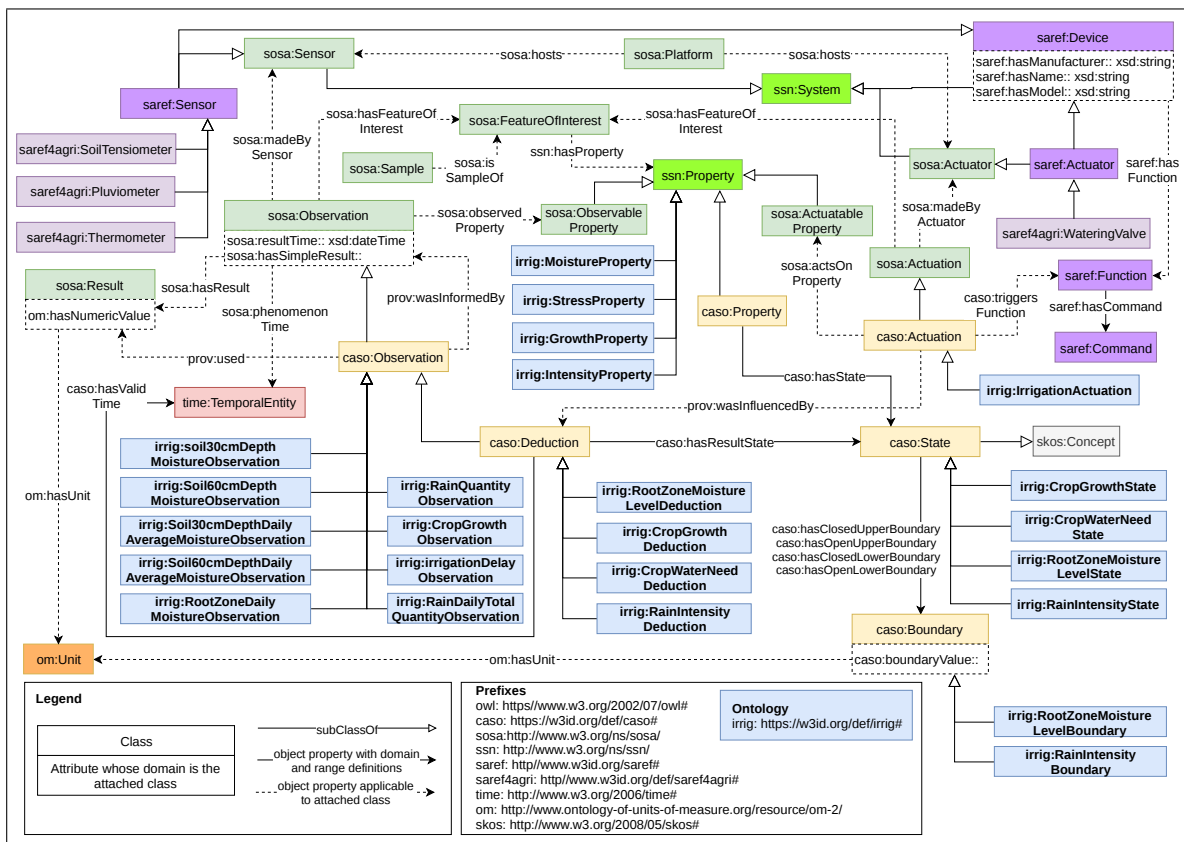 sosa:Sensor
sosa:hosts
sosa:Platform
sosa:hosts
saref:Device
saref:hasManufacturer:: xsd:string
saref:hasName:: xsd:string
saref:hasModel:: xsd:string
ssn:System
saref:Sensor
sosa:madeBy
Sensor
sosa:hasFeatureOf
Interest
sosa:FeatureOfInterest
sosa:hasFeatureOf
Interest
saref4agri:SoilTensiometer
saref4agri:Pluviometer
saref4agri:Thermometer
sosa:Sample
sosa:is
SampleOf
ssn:hasProperty
ssn:Property
sosa:Actuator
saref:Actuator
saref:has
Function
sosa:madeBy
Actuator
saref4agri:WateringValve
sosa:Observation
sosa:resultTime:: xsd:dateTime
sosa:hasSimpleResult::
sosa:observed
Property
sosa:Observable
Property
sosa:Actuatable
Property
sosa:actsOn
Property
sosa:Actuation
saref:Function
saref:hasCommand
saref:Command
sosa:Result
om:hasNumericValue
sosa:hasResult
sosa:phenomenon
Time
prov:wasInformedBy
prov:used
irrig:MoistureProperty
irrig:StressProperty
irrig:GrowthProperty
irrig:IntensityProperty
caso:Property
caso:triggers
Function
caso:Actuation
caso:Observation
caso:hasState
irrig:IrrigationActuation
caso:hasValid
Time
time:TemporalEntity
prov:wasInfluencedBy
caso:Deduction
caso:hasResultState
caso:State
skos:Concept
om:hasUnit
irrig:soil30cmDepth
MoistureObservation
irrig:Soil60cmDepth
MoistureObservation
irrig:Soil30cmDepthDaily
AverageMoistureObservation
irrig:Soil60cmDepthDaily
AverageMoistureObservation
irrig:RootZoneDaily
MoistureObservation
irrig:RainQuantity
Observation
irrig:CropGrowth
Observation
irrig:irrigationDelay
Observation
irrig:RainDailyTotal
QuantityObservation
irrig:RootZoneMoisture
LevelDeduction
irrig:CropGrowth
Deduction
irrig:CropWaterNeed
Deduction
irrig:RainIntensity
Deduction
caso:hasClosedUpperBoundary
caso:hasOpenUpperBoundary
caso:hasClosedLowerBoundary
caso:hasOpenLowerBoundary
irrig:CropGrowthState
irrig:CropWaterNeed
State
irrig:RootZoneMoisture
LevelState
irrig:RainIntensityState
caso:Boundary
caso:boundaryValue::
om:Unit
om:hasUnit
irrig:RootZoneMoisture
LevelBoundary
irrig:RainIntensity
Boundary
Legend
Class
Attribute whose domain is the
attached class
subClassOf
object property with domain
and range definitions
object property applicable
to attached class
Prefixes
owl: https//www.w3.org/2002/07/owl#
caso: https://w3id.org/def/caso#
sosa:http://www.w3.org/ns/sosa/
ssn: http://www.w3.org/ns/ssn/
saref: http//www.w3id.org/saref#
saref4agri: http//www.w3id.org/def/saref4agri#
time: http://www.w3.org/2006/time#
om: http://www.ontology-of-units-of-measure.org/resource/om-2/
skos: http://www.w3.org/2008/05/skos#
Ontology
irrig: https://w3id.org/def/irrig#